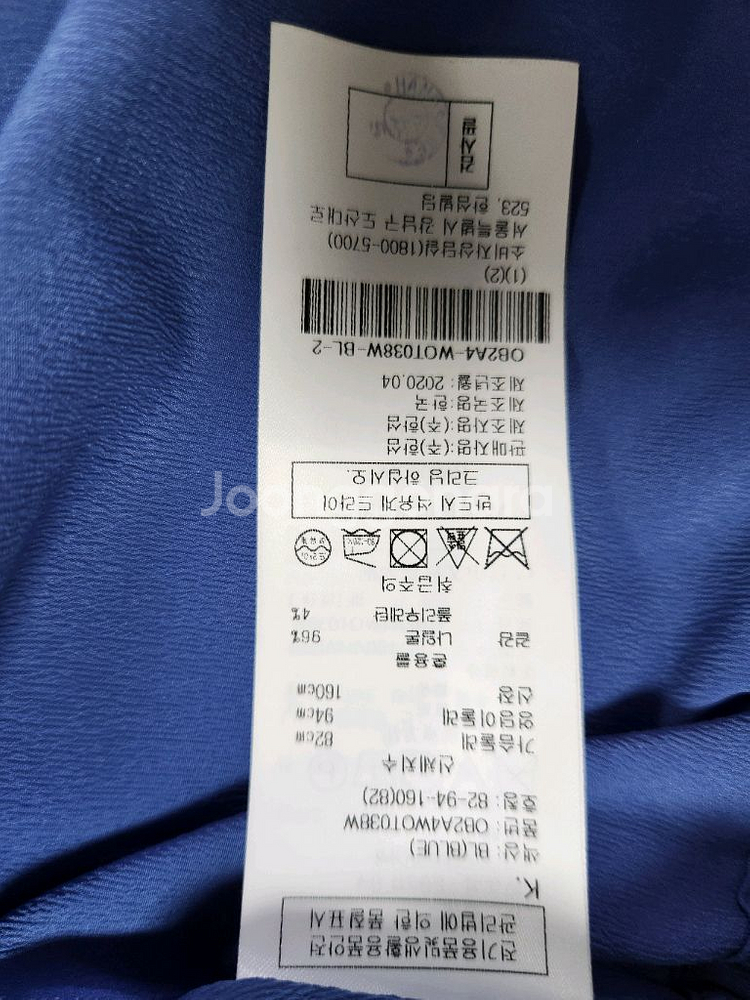 전기용품및생활용품안전
관리법에 의한 품질표시
K.
색상: BL(BLUE)
품번: OB2A4WOT038W
호칭: 82-94-160(82)
신체치수
가슴둘레 82cm
엉덩이둘레 94cm
신장 160cm
혼용률
겉감 나일론 96%
폴리우레탄 4%
취급주의
반드시 석유계 드라이
크리닝 하십시오.
판매자명:(주)한섬
제조자명:(주)한섬
제조국명:한국
제조년월: 2020.04
OB2A4-WOT038W-BL-2
(1)(2)
소비자상담실(1800-5700)
서울특별시 강남구 도산대로
523, 한섬빌딩
검사필